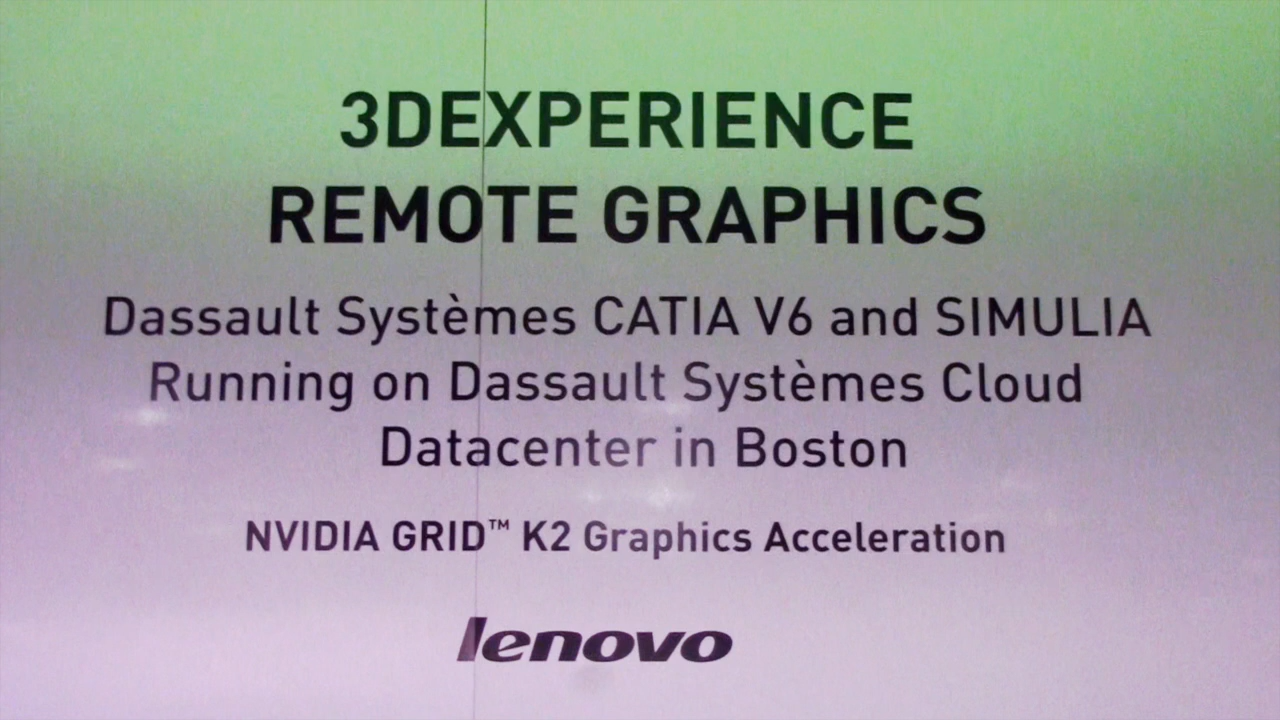 3DEXPERIENCE
REMOTE GRAPHICS
Dassault Systèmes CATIA V6 and SIMULIA
Running on Dassault Systèmes Cloud
Datacenter in Boston
NVIDIA GRID™ K2 Graphics Acceleration
lenovo